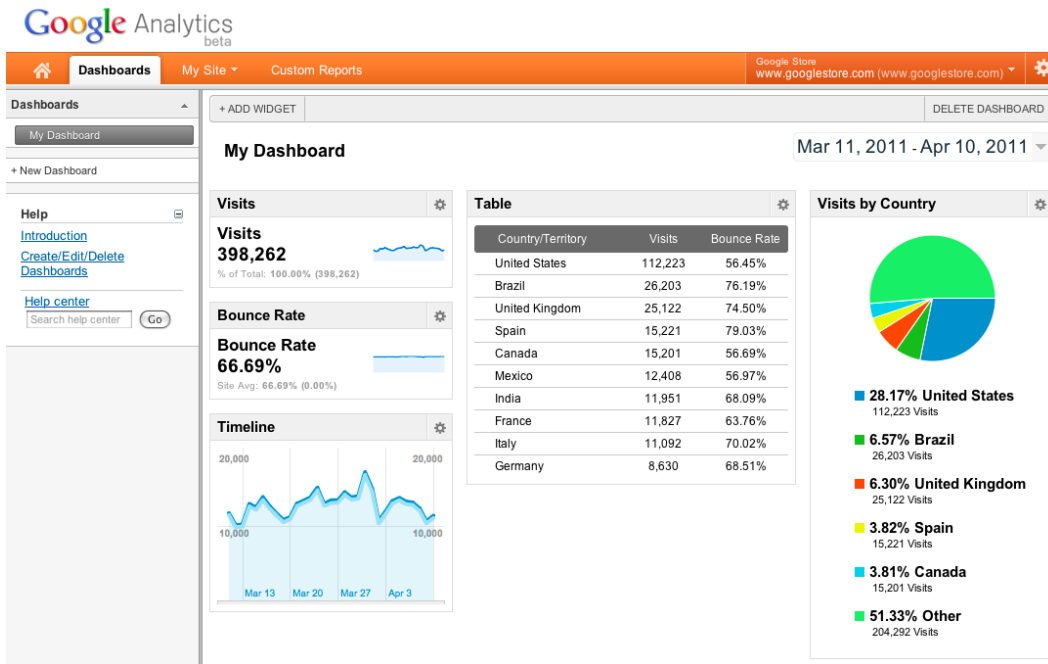 Google Analytics
beta
Dashboards
My Site
Custom Reports
Google Store
www.googlestore.com (www.googlestore.com)
Dashboards
My Dashboard
+ New Dashboard
Help
Introduction
Create/Edit/Delete
Dashboards
Help center
Search help center Go
+ ADD WIDGET
DELETE DASHBOARD
My Dashboard
Mar 11, 2011 - Apr 10, 2011
Visits
Visits
398,262
% of Total: 100.00% (398,262)
Bounce Rate
Bounce Rate
66.69%
Site Avg: 66.69% (0.00%)
Timeline
20,000 20,000
10,000 10,000
Mar 13 Mar 20 Mar 27 Apr 3
Table
Country/Territory Visits Bounce Rate
United States 112,223 56.45%
Brazil 26,203 76.19%
United Kingdom 25,122 74.50%
Spain 15,221 79.03%
Canada 15,201 56.69%
Mexico 12,408 56.97%
India 11,951 68.09%
France 11,827 63.76%
Italy 11,092 70.02%
Germany 8,630 68.51%
Visits by Country
28.17% United States
112,223 Visits
6.57% Brazil
26,203 Visits
6.30% United Kingdom
25,122 Visits
3.82% Spain
15,221 Visits
3.81% Canada
15,201 Visits
51.33% Other
204,292 Visits